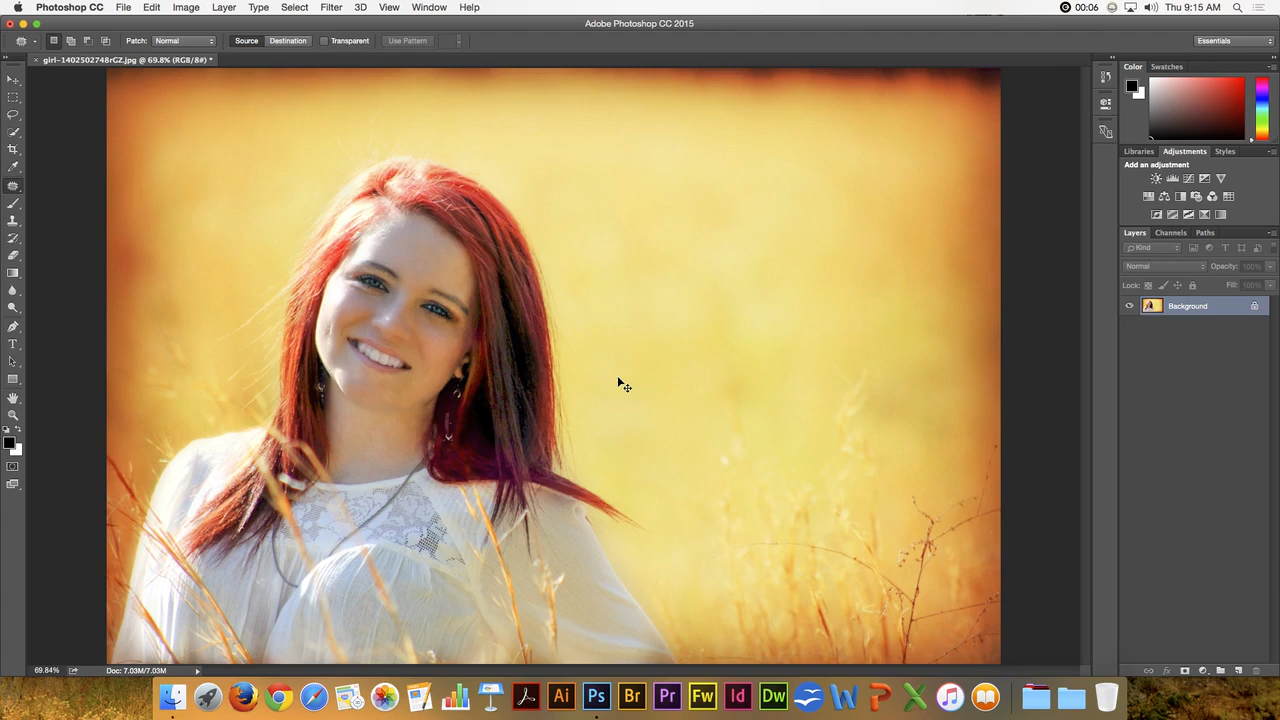 Photoshop CC File Edit Image Layer Type Select Filter 3D View Window Help 00:06 Thu 9:15 AM
Adobe Photoshop CC 2015
Patch: Normal Source Destination Transparent Use Pattern Essentials
× girl-1402502748rGZ.jpg @ 69.8% (RGB/8#) *
Color Swatches
Libraries Adjustments Styles
Add an adjustment
Layers Channels Paths
Kind
Normal Opacity: 100%
Lock: Fill: 100%
Background
69.84% Doc: 7.03M/7.03M
Ai Ps Br Pr Fw Id Dw W P X